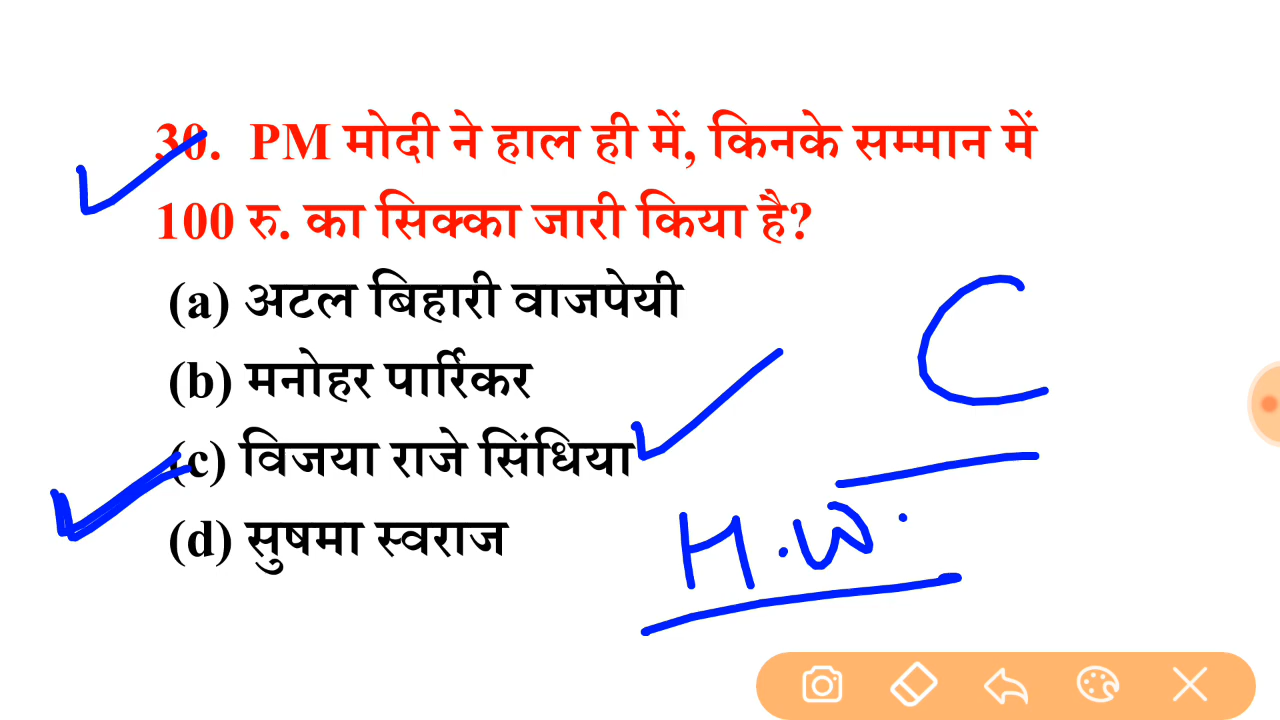 30. PM मोदी ने हाल ही में, किनके सम्मान में
100 रु. का सिक्का जारी किया है?
(a) अटल बिहारी वाजपेयी
(b) मनोहर पार्रिकर
(c) विजया राजे सिंधिया
(d) सुषमा स्वराज
C
H.W.